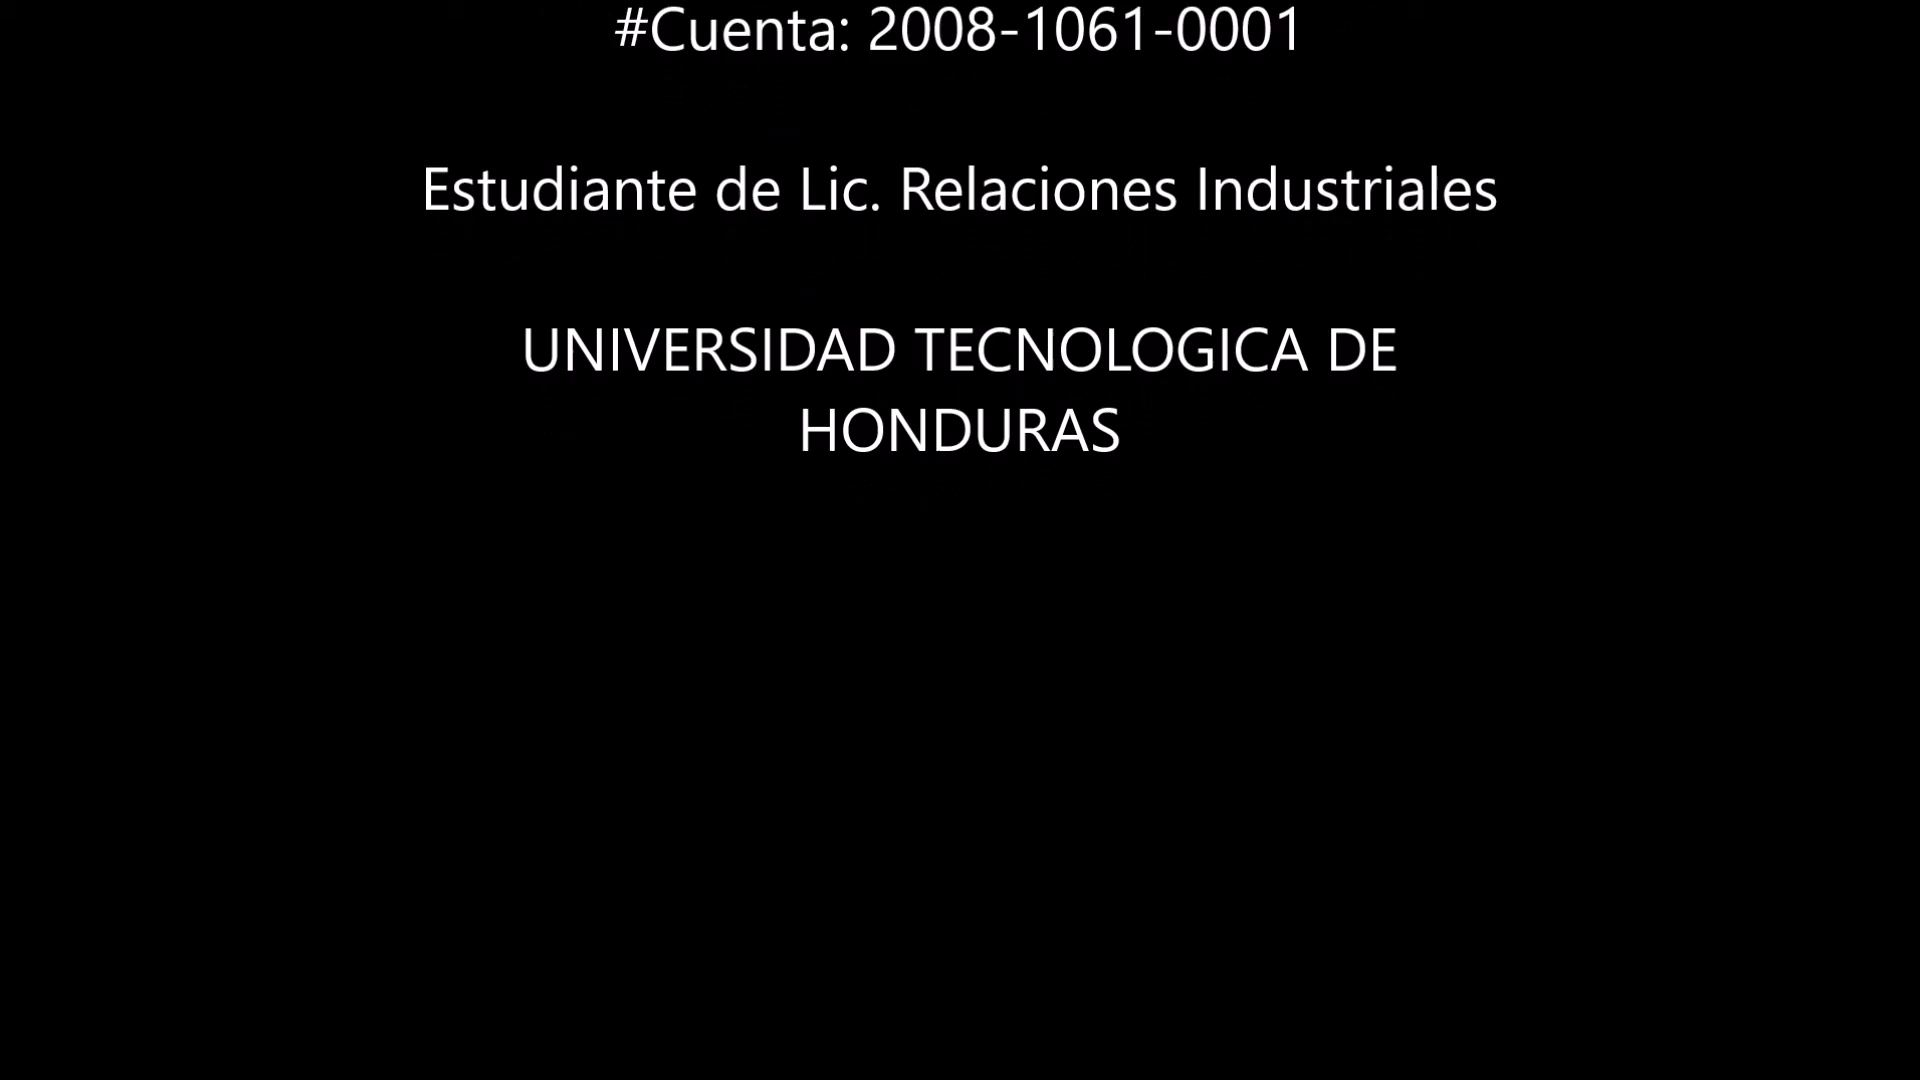 #Cuenta: 2008-1061-0001
Estudiante de Lic. Relaciones Industriales
UNIVERSIDAD TECNOLOGICA DE
HONDURAS